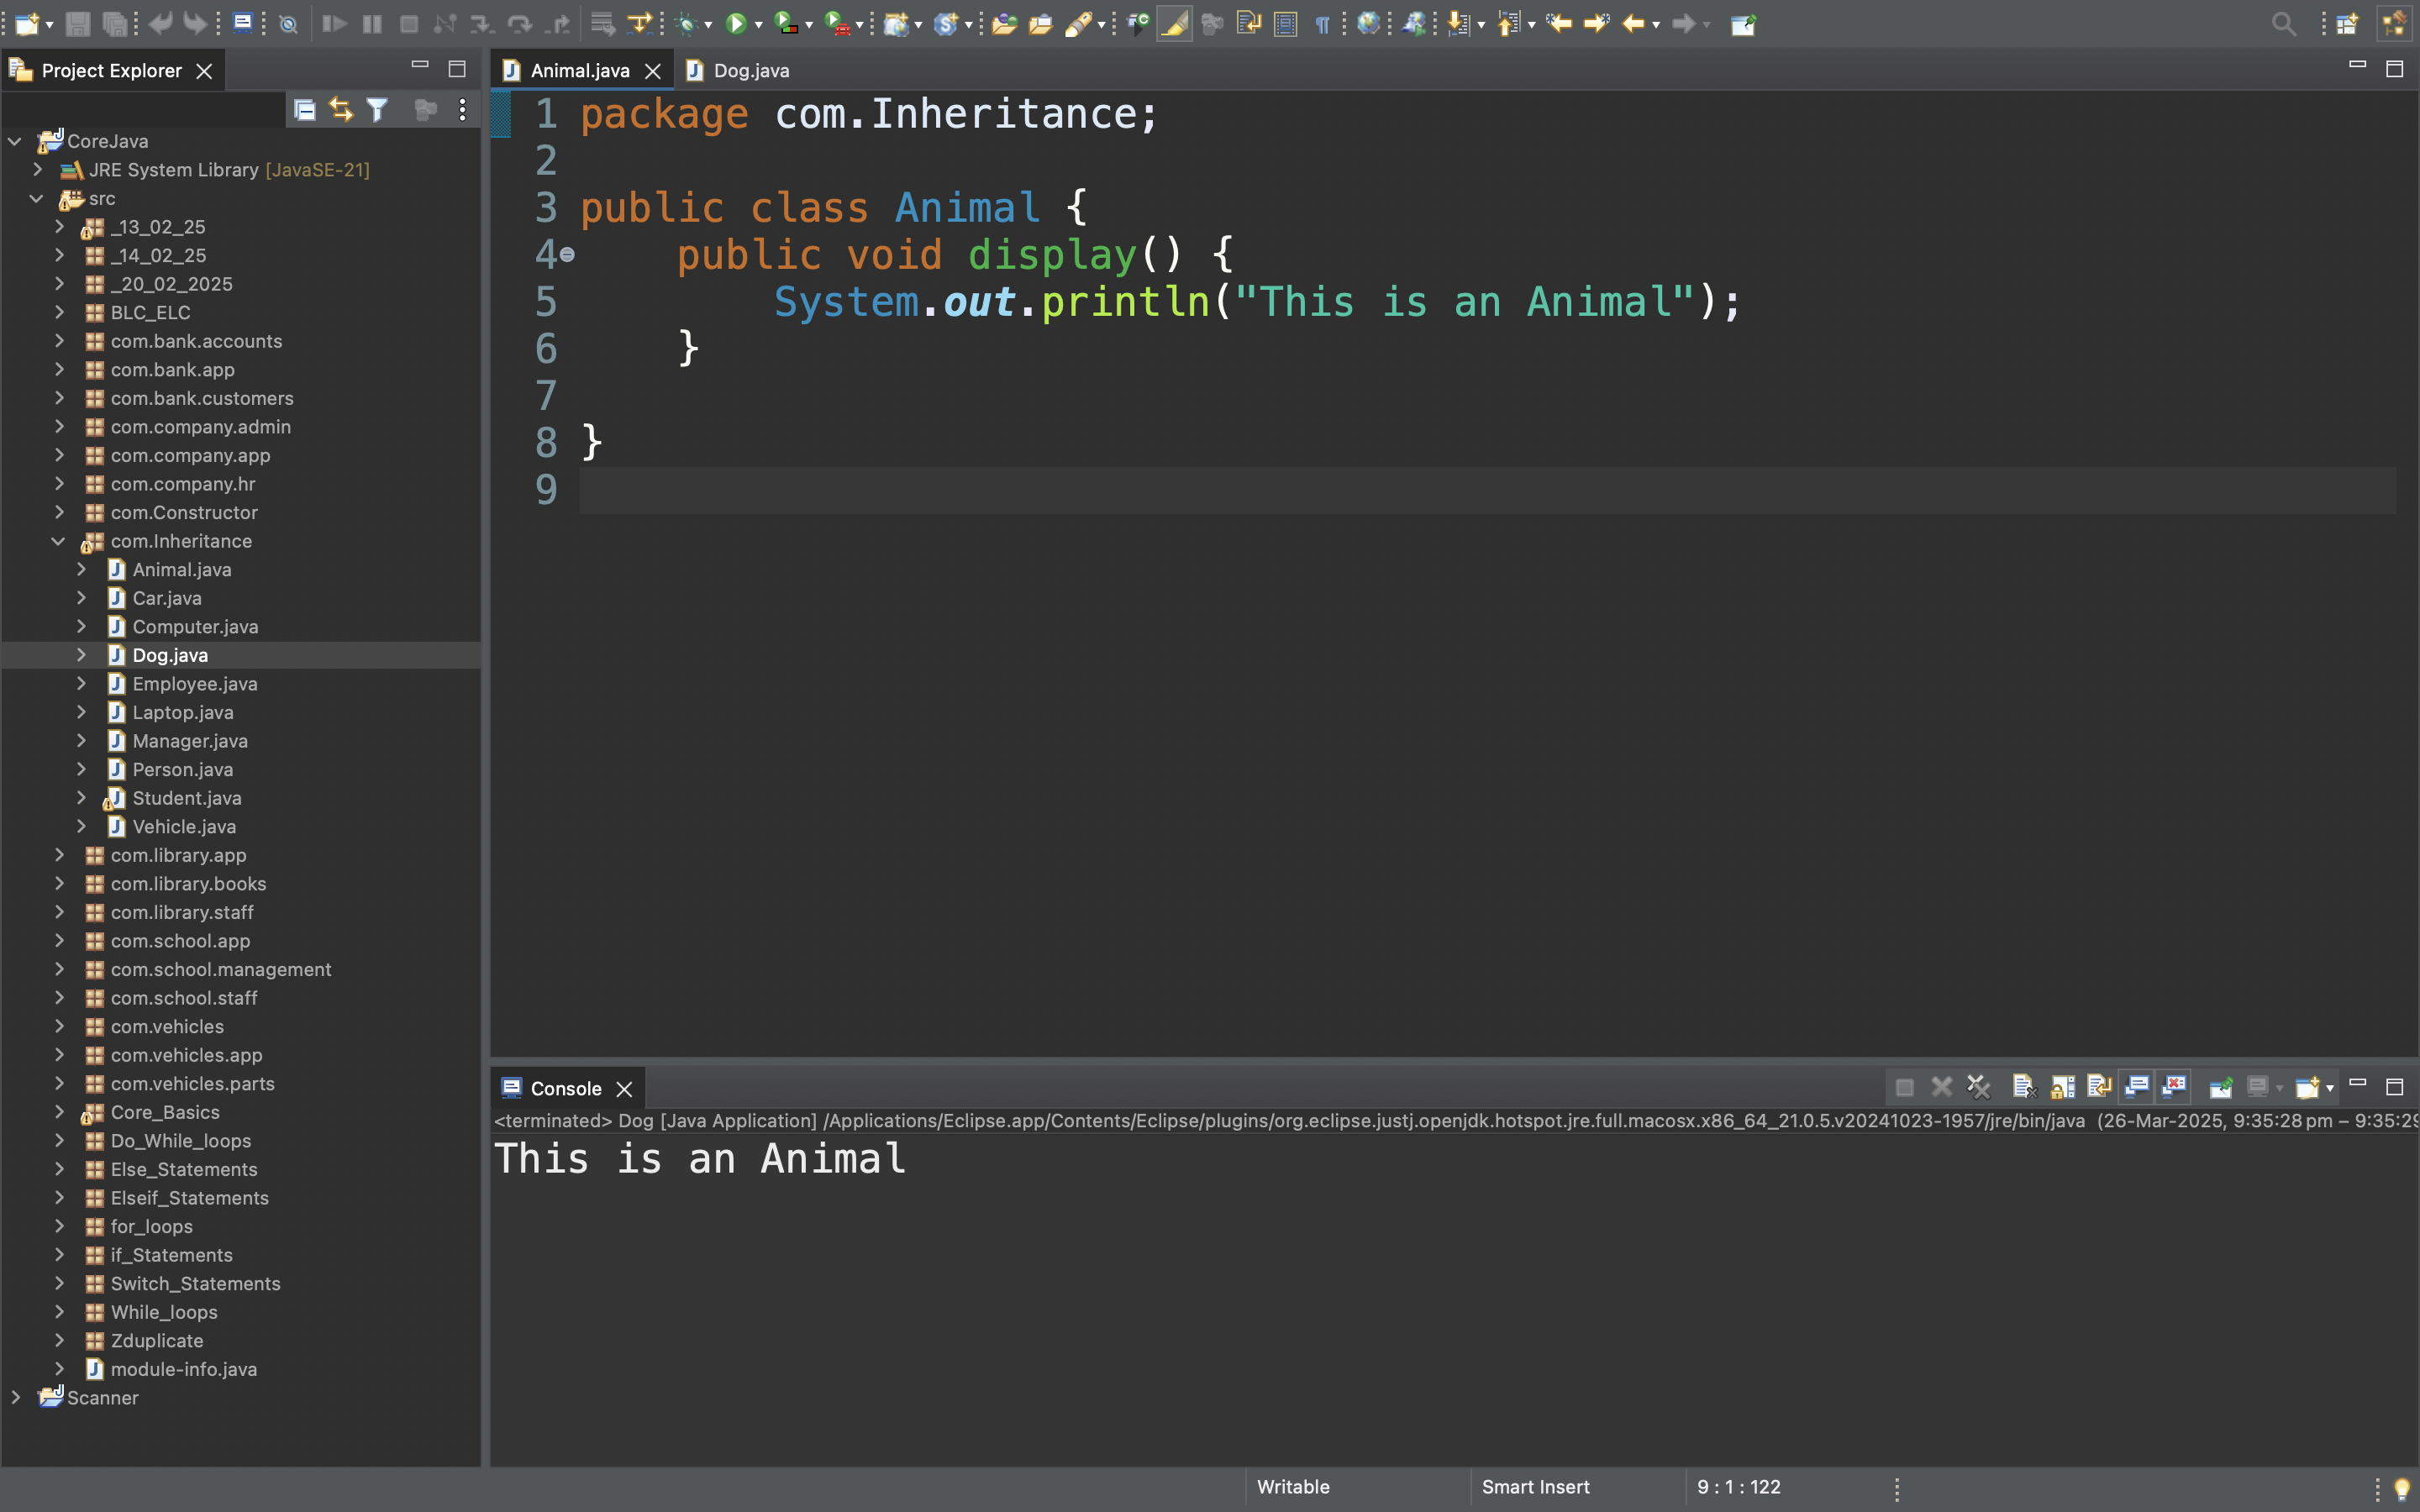 Project Explorer
CoreJava
JRE System Library [JavaSE-21]
src
_13_02_25
_14_02_25
_20_02_2025
BLC_ELC
com.bank.accounts
com.bank.app
com.bank.customers
com.company.admin
com.company.app
com.company.hr
com.Constructor
com.Inheritance
Animal.java
Car.java
Computer.java
Dog.java
Employee.java
Laptop.java
Manager.java
Person.java
Student.java
Vehicle.java
com.library.app
com.library.books
com.library.staff
com.school.app
com.school.management
com.school.staff
com.vehicles
com.vehicles.app
com.vehicles.parts
Core_Basics
Do_While_loops
Else_Statements
Elseif_Statements
for_loops
if_Statements
Switch_Statements
While_loops
Zduplicate
module-info.java
Scanner
Animal.java Dog.java
1 package com.Inheritance;
2
3 public class Animal {
4 public void display() {
5 System.out.println("This is an Animal");
6 }
7
8 }
9
Console
<terminated> Dog [Java Application] /Applications/Eclipse.app/Contents/Eclipse/plugins/org.eclipse.justj.openjdk.hotspot.jre.full.macosx.x86_64_21.0.5.v20241023-1957/jre/bin/java (26-Mar-2025, 9:35:28 pm – 9:35:29
This is an Animal
Writable Smart Insert 9 : 1 : 122